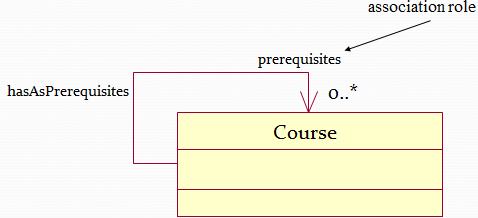 association role
prerequisites
hasAsPrerequisites
0..*
Course